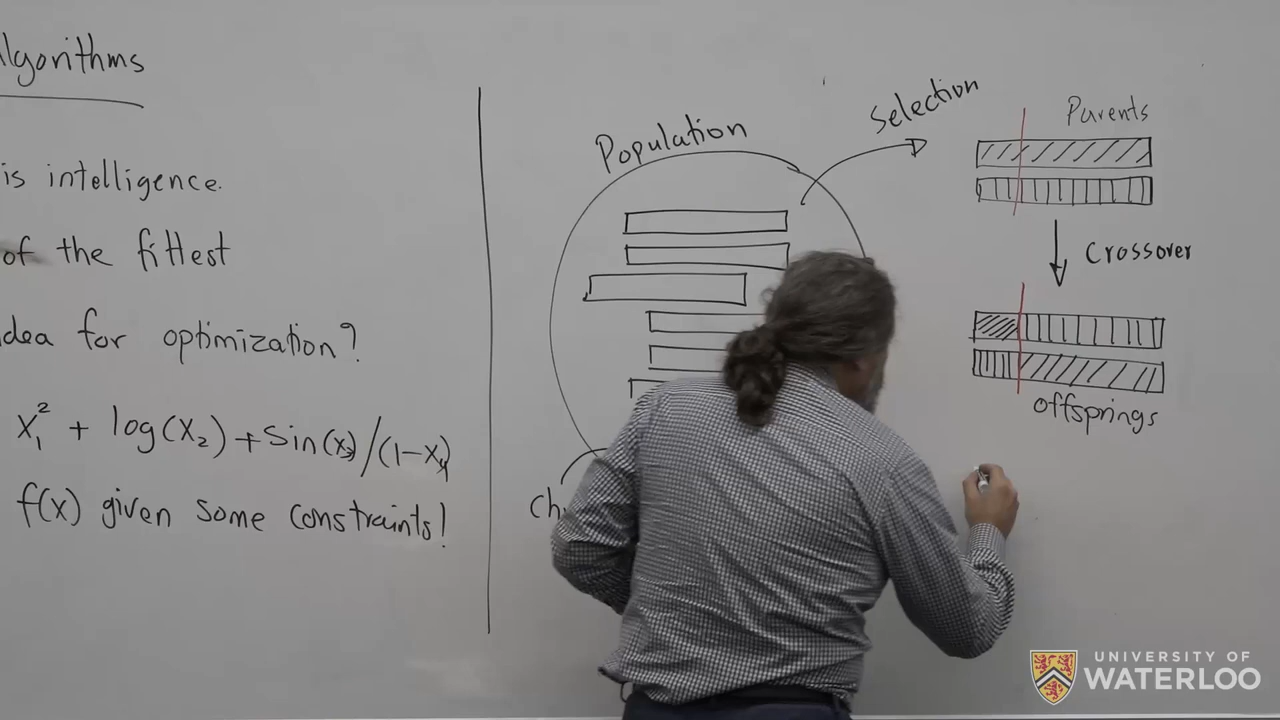 lgorithms
is intelligence.
of the fittest
dea for optimization?
x₁² + log(x₂) + sin(x₃)/(1-x₄)
f(x) given some constraints!
Population
Selection
Parents
Crossover
offsprings
Ch
UNIVERSITY OF
WATERLOO